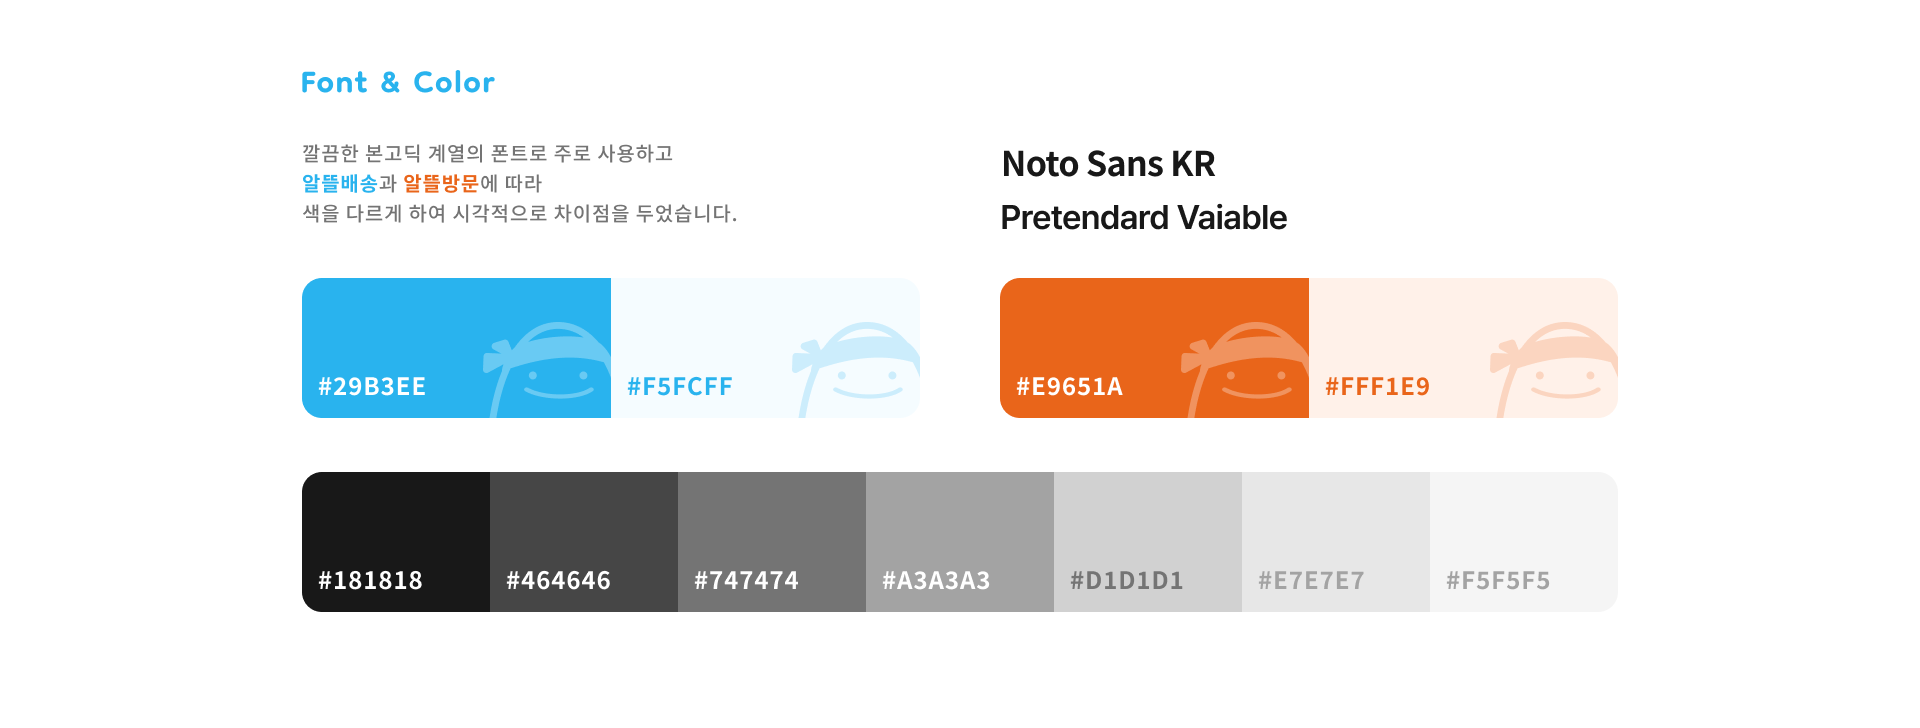 Font & Color
깔끔한 본고딕 계열의 폰트로 주로 사용하고
알뜰배송과 알뜰방문에 따라
색을 다르게 하여 시각적으로 차이점을 두었습니다.
Noto Sans KR
Pretendard Vaiable
#29B3EE
#F5FCFF
#E9651A
#FFF1E9
#181818
#464646
#747474
#A3A3A3
#D1D1D1
#E7E7E7
#F5F5F5